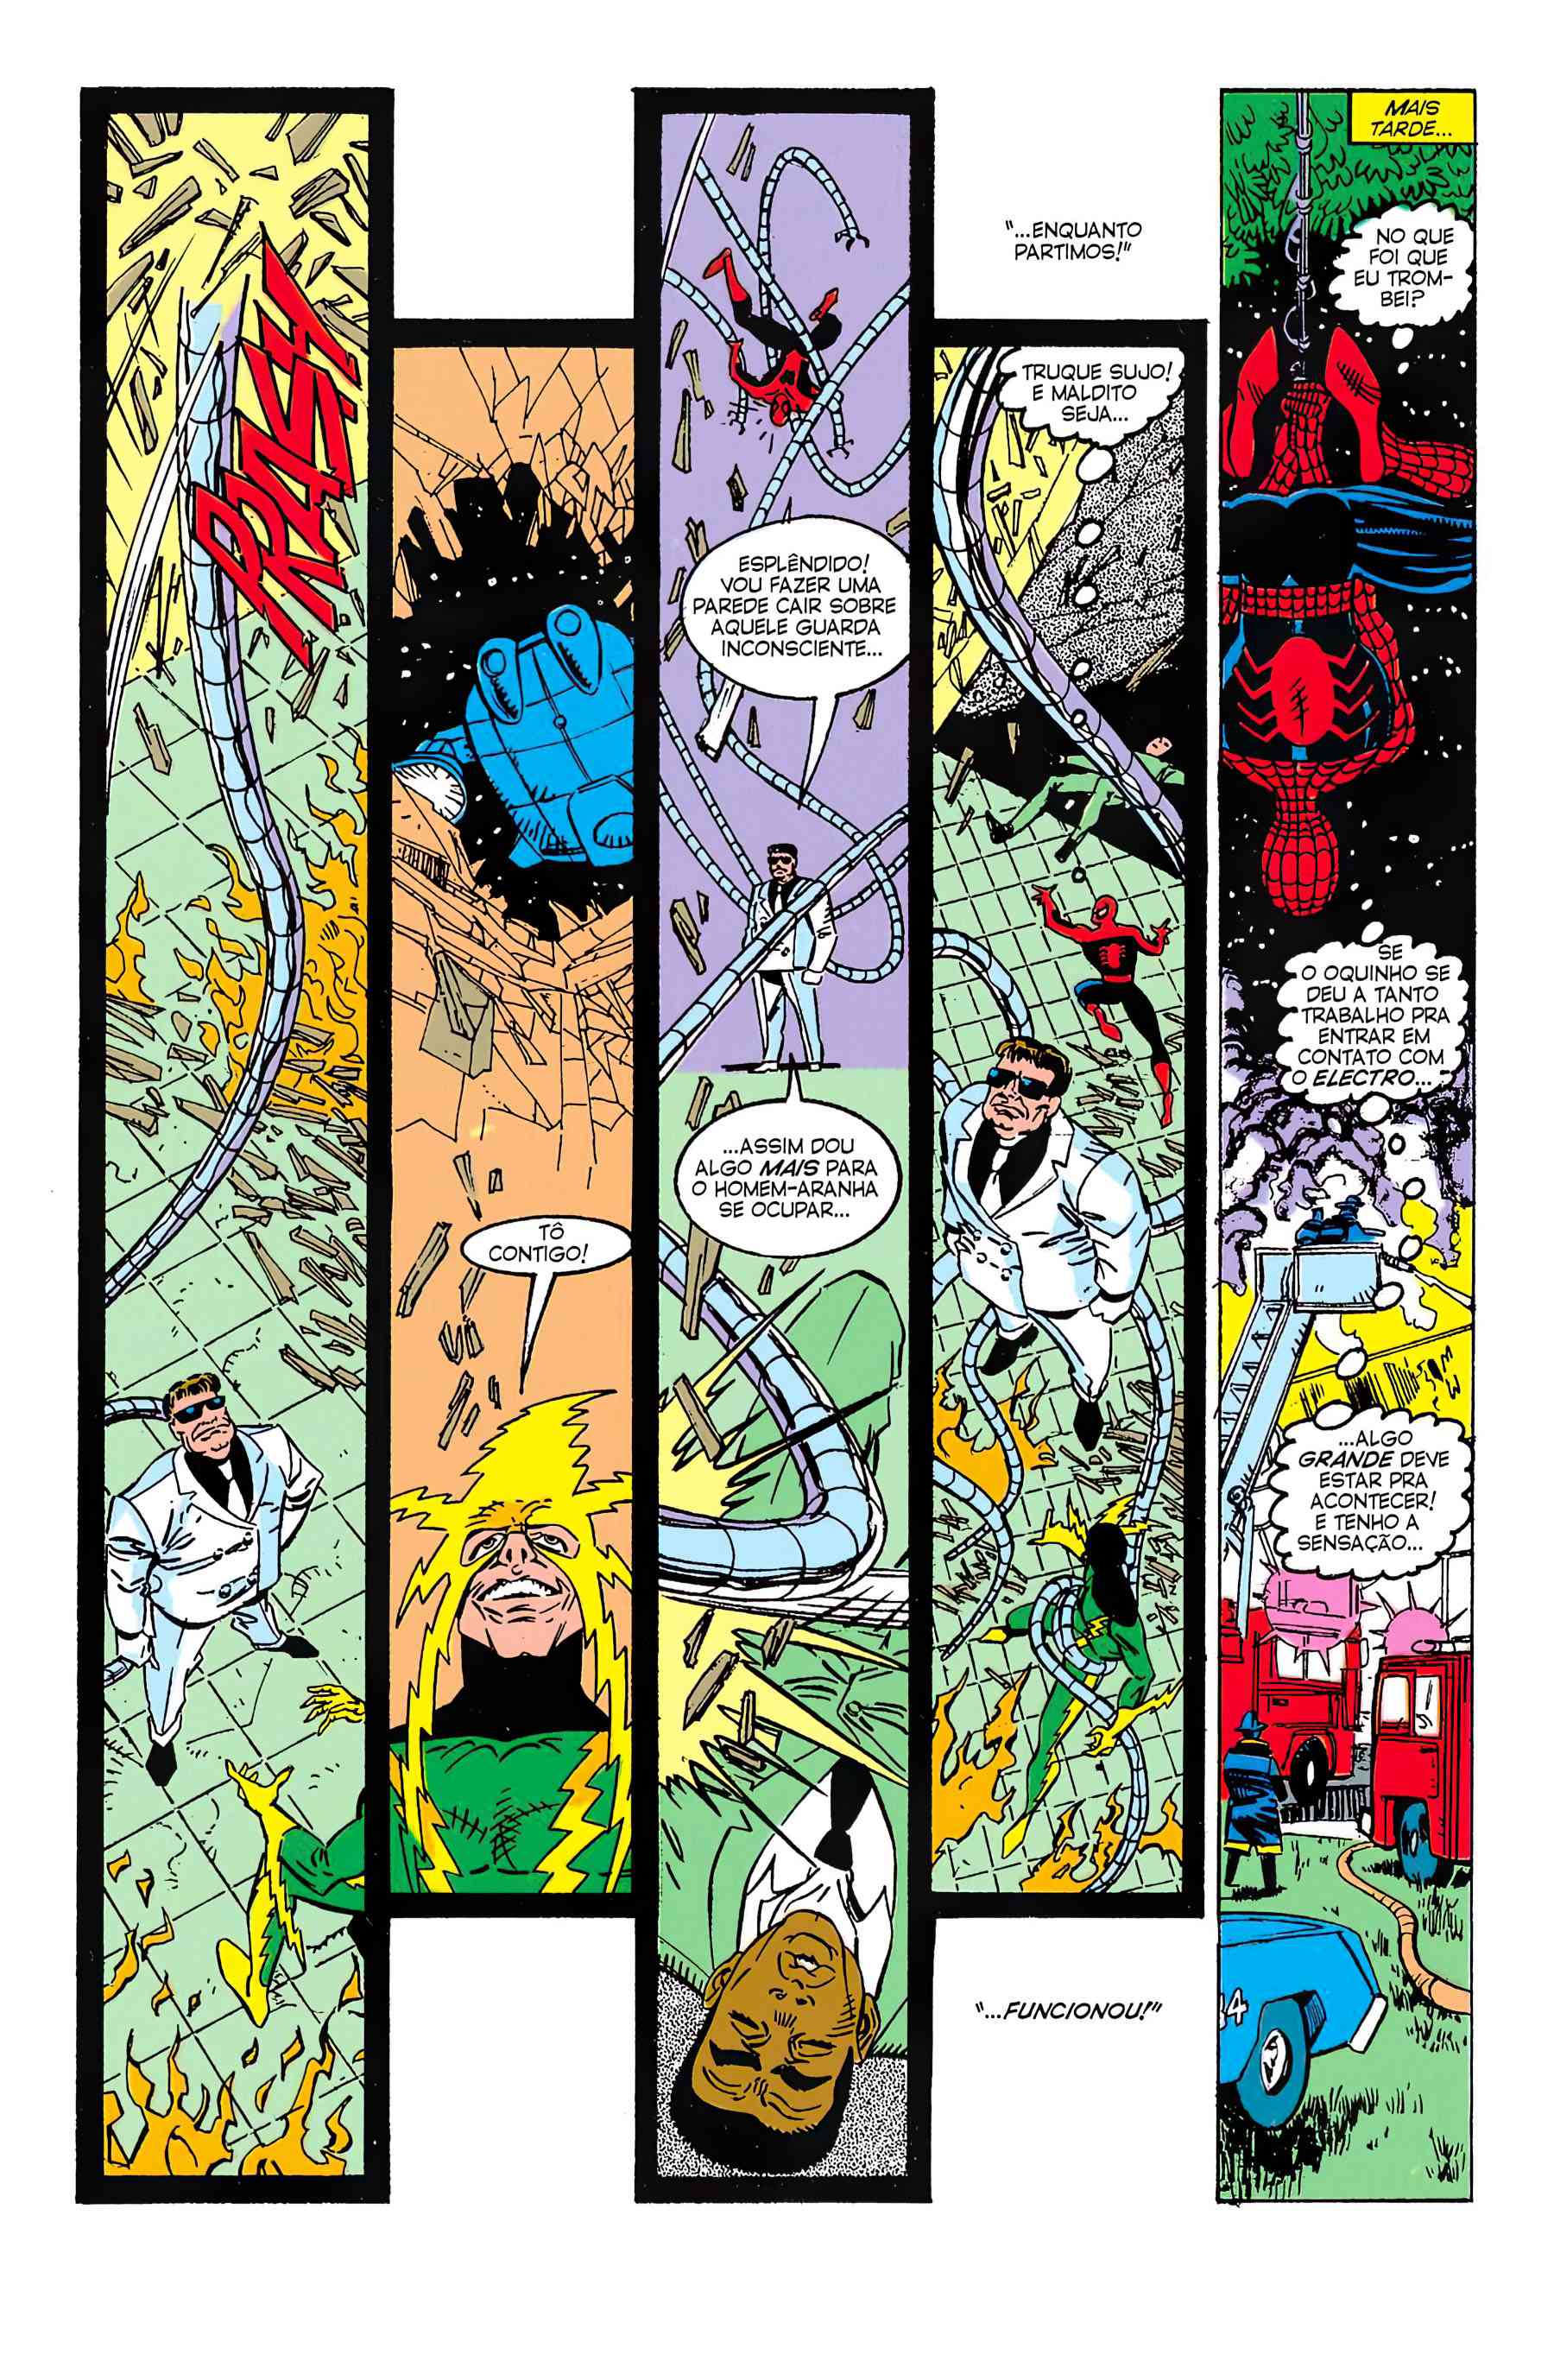 PRASH
TÔ
CONTIGO!
ESPLÊNDIDO!
VOU FAZER UMA
PAREDE CAIR SOBRE
AQUELE GUARDA
INCONSCIENTE...
...ASSIM DOU
ALGO MAIS PARA
O HOMEM-ARANHA
SE OCUPAR...
"...ENQUANTO
PARTIMOS!"
TRUQUE SUJO!
E MALDITO
SEJA...
"...FUNCIONOU!"
MAIS
TARDE...
NO QUE
FOI QUE
EU TROM-
BEI?
SE
O OQUINHO SE
DEU A TANTO
TRABALHO PRA
ENTRAR EM
CONTATO COM
O ELECTRO...
...ALGO
GRANDE DEVE
ESTAR PRA
ACONTECER!
E TENHO A
SENSAÇÃO...